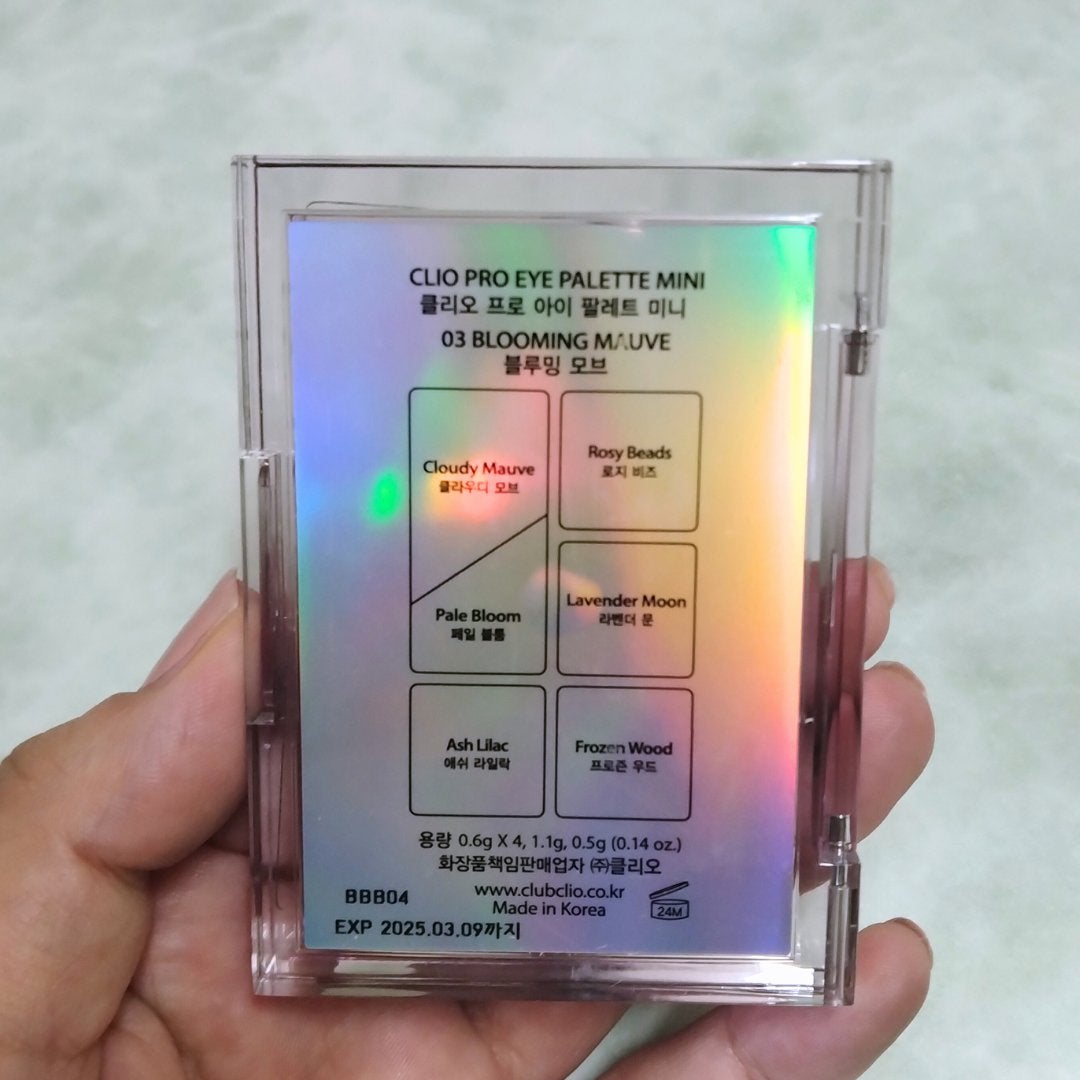 CLIO PRO EYE PALETTE MINI
클리오 프로 아이 팔레트 미니
03 BLOOMING MAUVE
블루밍 모브
Cloudy Mauve
클라우디 모브
Rosy Beads
로지 비즈
Pale Bloom
페일 블룸
Lavender Moon
라벤더 문
Ash Lilac
애쉬 라일락
Frozen Wood
프로즌 우드
용량 0.6g X 4, 1.1g, 0.5g (0.14 oz.)
화장품책임판매업자 ㈜클리오
www.clubclio.co.kr
Made in Korea
24M
BBB04
EXP 2025.03.09까지